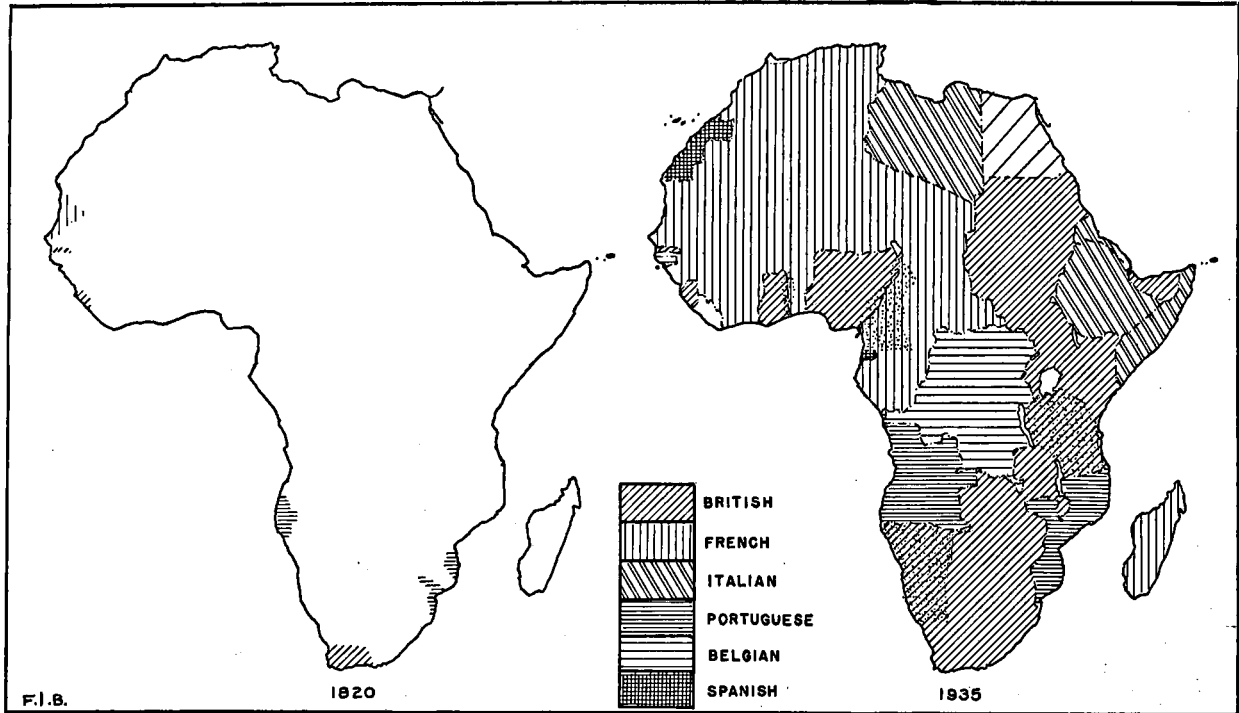 BRITISH
FRENCH
ITALIAN
PORTUGUESE
BELGIAN
SPANISH
F.I.B.
1820
1935